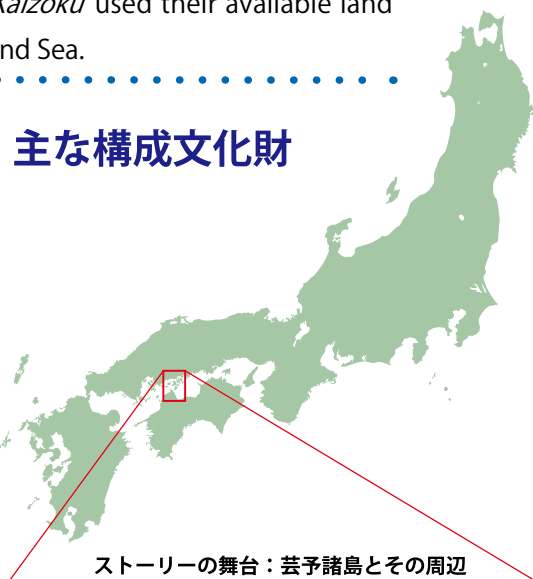 Kaizoku used their available land
nd Sea.
主な構成文化財
ストーリーの舞台：芸予諸島とその周辺